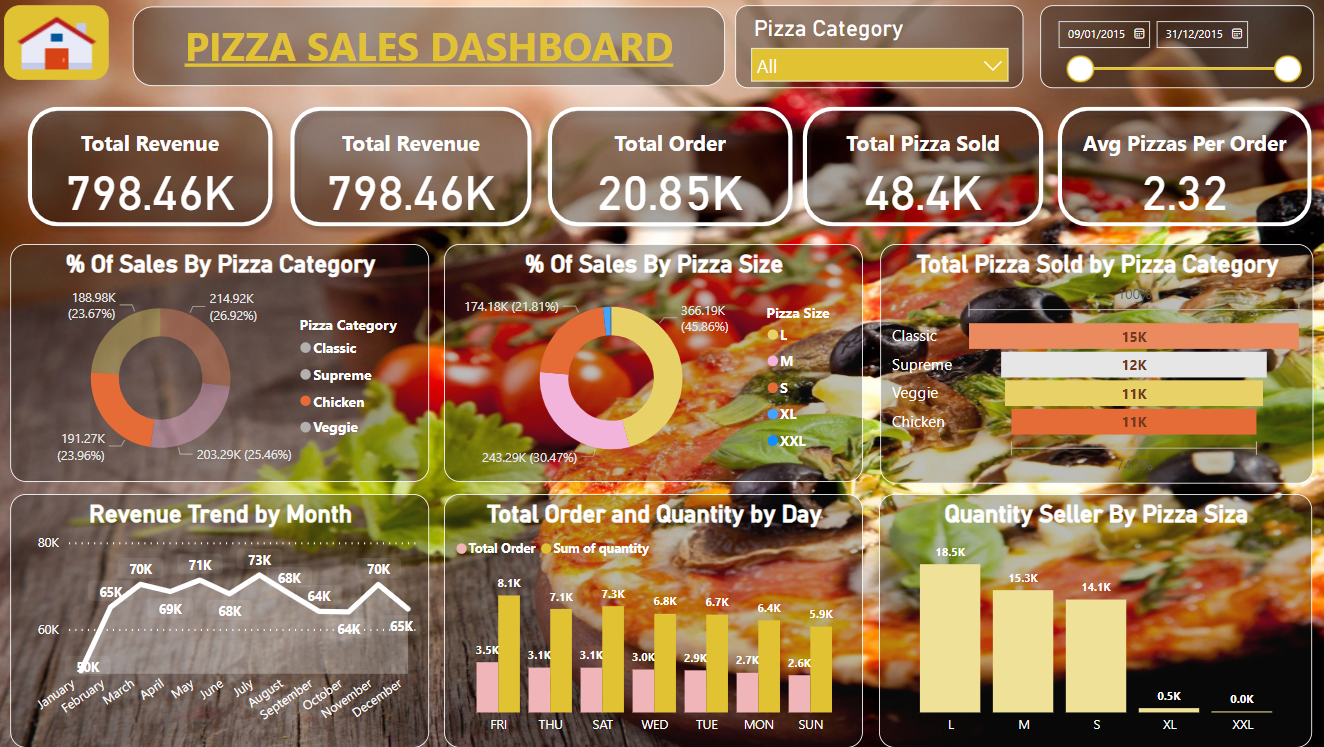 PIZZA SALES DASHBOARD
Pizza Category
All
09/01/2015
31/12/2015
Total Revenue
798.46K
Total Revenue
798.46K
Total Order
20.85K
Total Pizza Sold
48.4K
Avg Pizzas Per Order
2.32
% Of Sales By Pizza Category
188.98K
(23.67%)
214.92K
(26.92%)
191.27K
(23.96%)
203.29K (25.46%)
Pizza Category
Classic
Supreme
Chicken
Veggie
% Of Sales By Pizza Size
174.18K (21.81%)
366.19K
(45.86%)
243.29K (30.47%)
Pizza Size
L
M
S
XL
XXL
Total Pizza Sold by Pizza Category
100%
Classic
15K
Supreme
12K
Veggie
11K
Chicken
11K
Revenue Trend by Month
80K
60K
50K
65K
70K
69K
71K
68K
73K
68K
64K
64K
70K
65K
January
February
March
April
May
June
July
August
September
October
November
December
Total Order and Quantity by Day
Total Order
Sum of quantity
3.5K
8.1K
3.1K
7.1K
3.1K
7.3K
3.0K
6.8K
2.9K
6.7K
2.7K
6.4K
2.6K
5.9K
FRI
THU
SAT
WED
TUE
MON
SUN
Quantity Seller By Pizza Siza
18.5K
15.3K
14.1K
0.5K
0.0K
L
M
S
XL
XXL